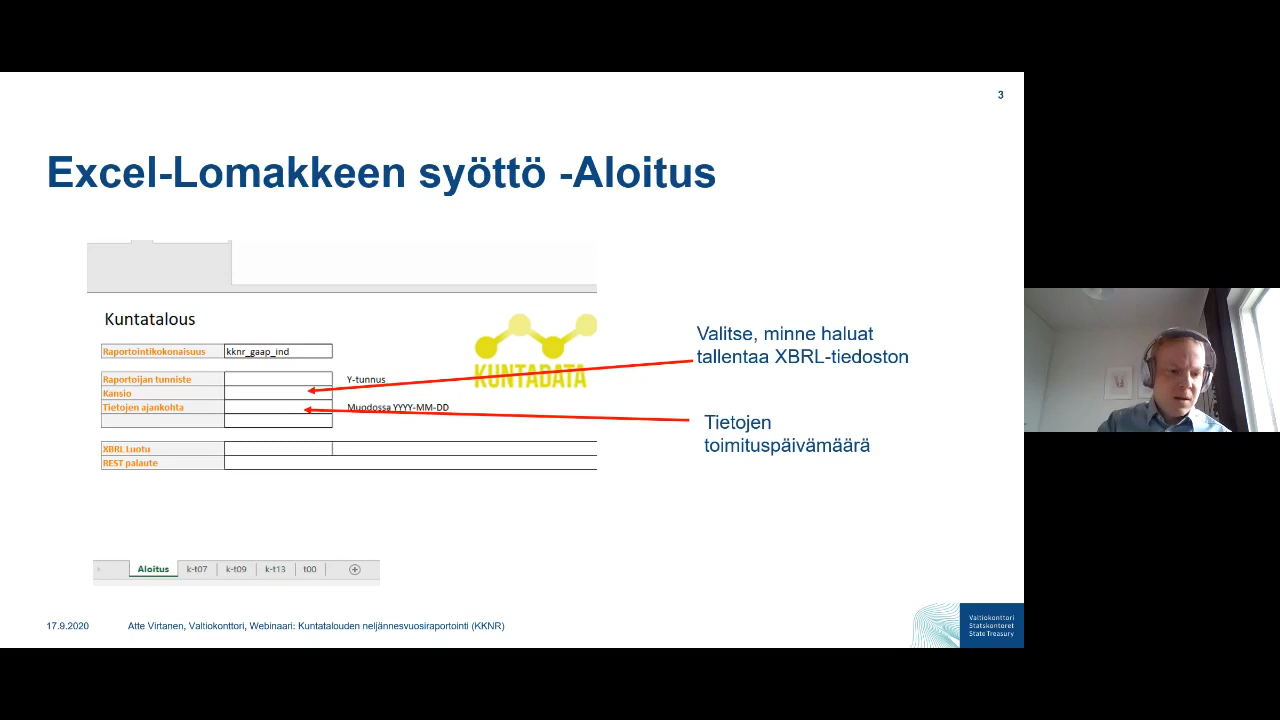 3
Excel-Lomakkeen syöttö -Aloitus
Kuntatalous
Raportointikokonaisuus kknr_gaap_ind
KUNTADATA
Raportoijan tunniste Y-tunnus
Kansio
Tietojen ajankohta Muodossa YYYY-MM-DD
XBRL Luotu
REST palaute
Valitse, minne haluat
tallentaa XBRL-tiedoston
Tietojen
toimituspäivämäärä
Aloitus k-t07 k-t09 k-t13 t00
17.9.2020 Atte Virtanen, Valtiokonttori, Webinaari: Kuntatalouden neljännesvuosiraportointi (KKNR)
Valtiokonttori
Statskontoret
State Treasury